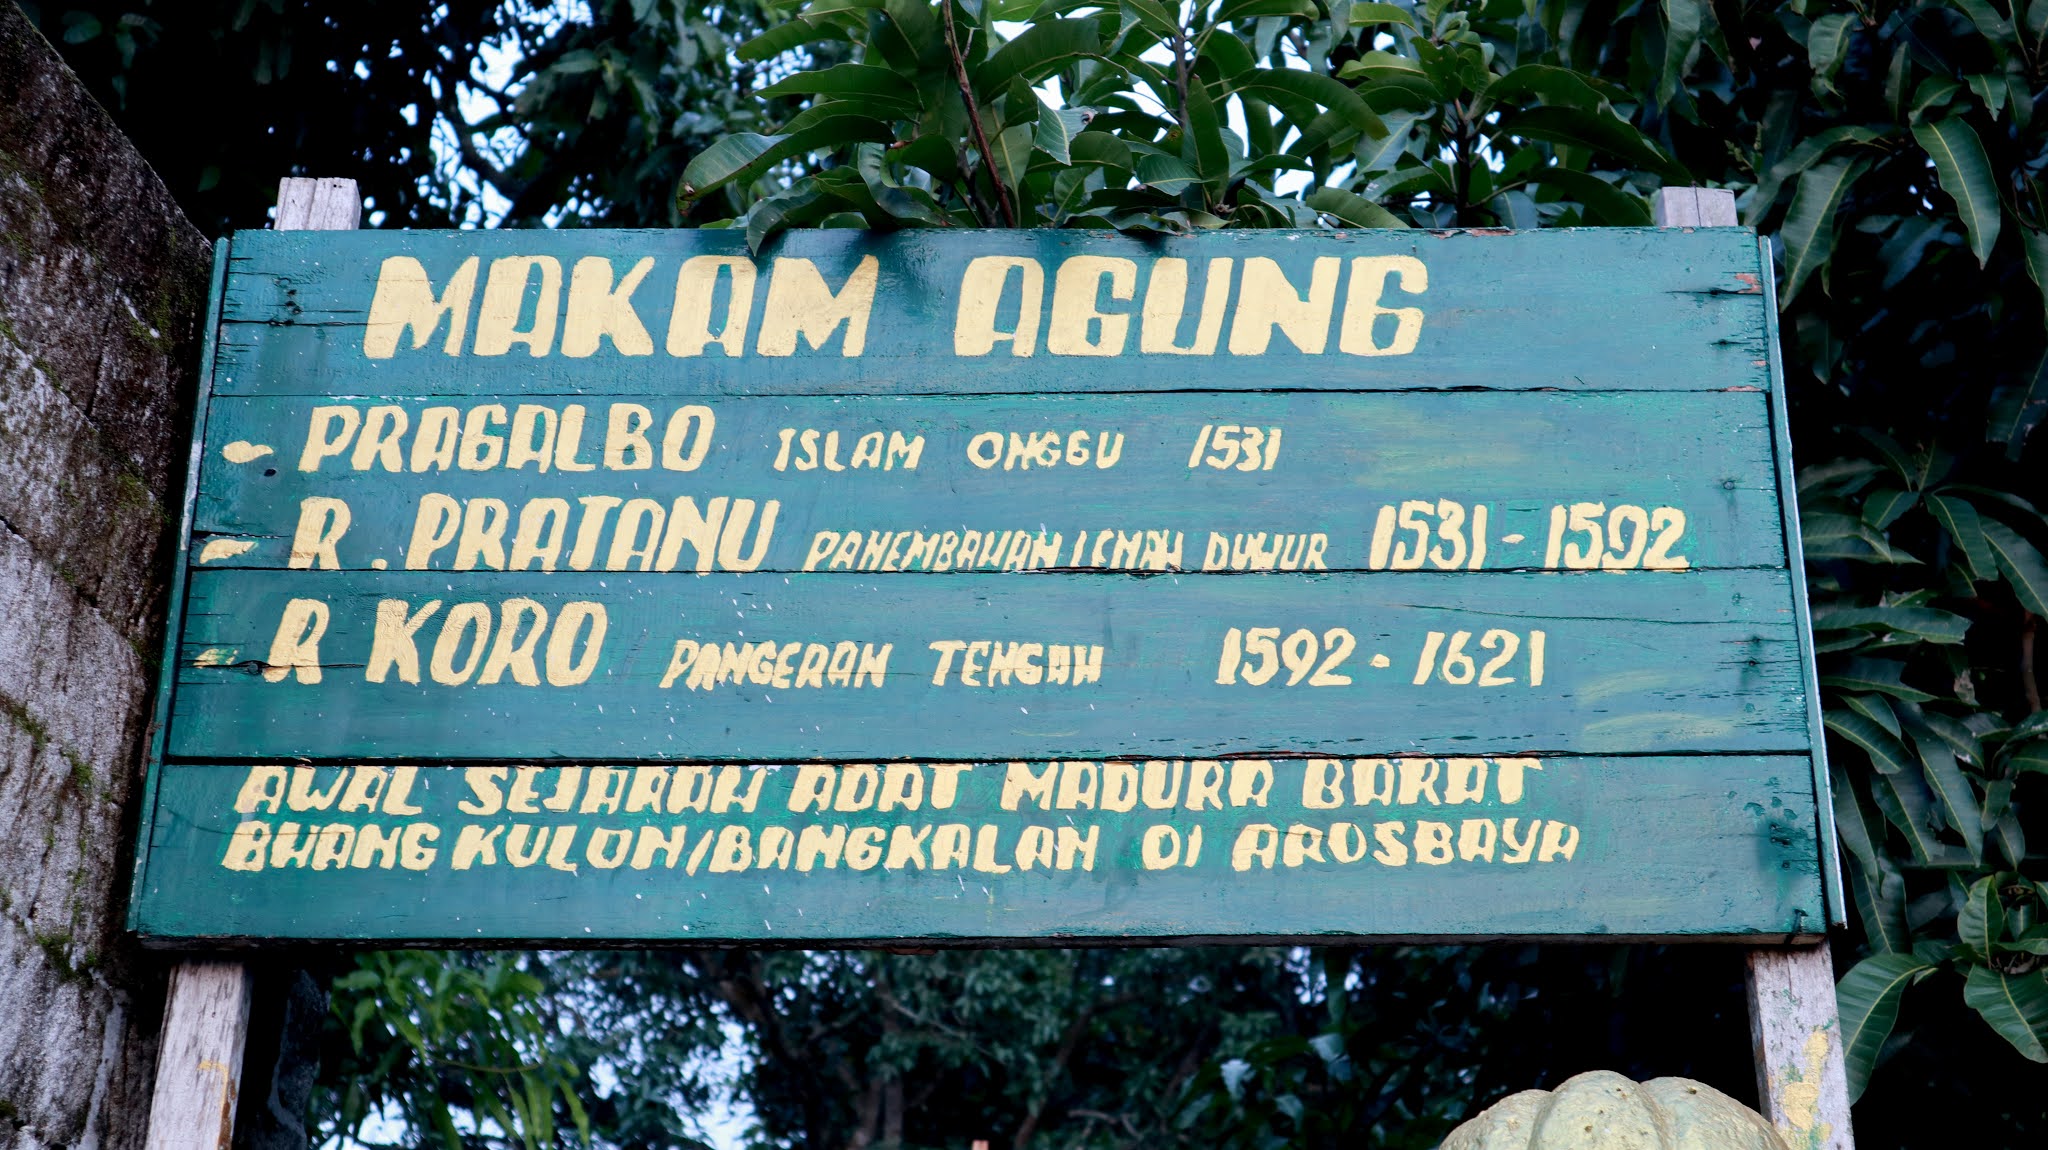 MAKAM AGUNG
- PRAGALBO ISLAM ONGGU 1531
- R. PRATANU PANEMBAHAN LEMAH DUWUR 1531 - 1592
- R KORO PANGERAN TENGAH 1592 - 1621
AWAL SEJARAH ADAT MADURA BARAT
BHANG KULON/BANGKALAN DI AROSBAYA